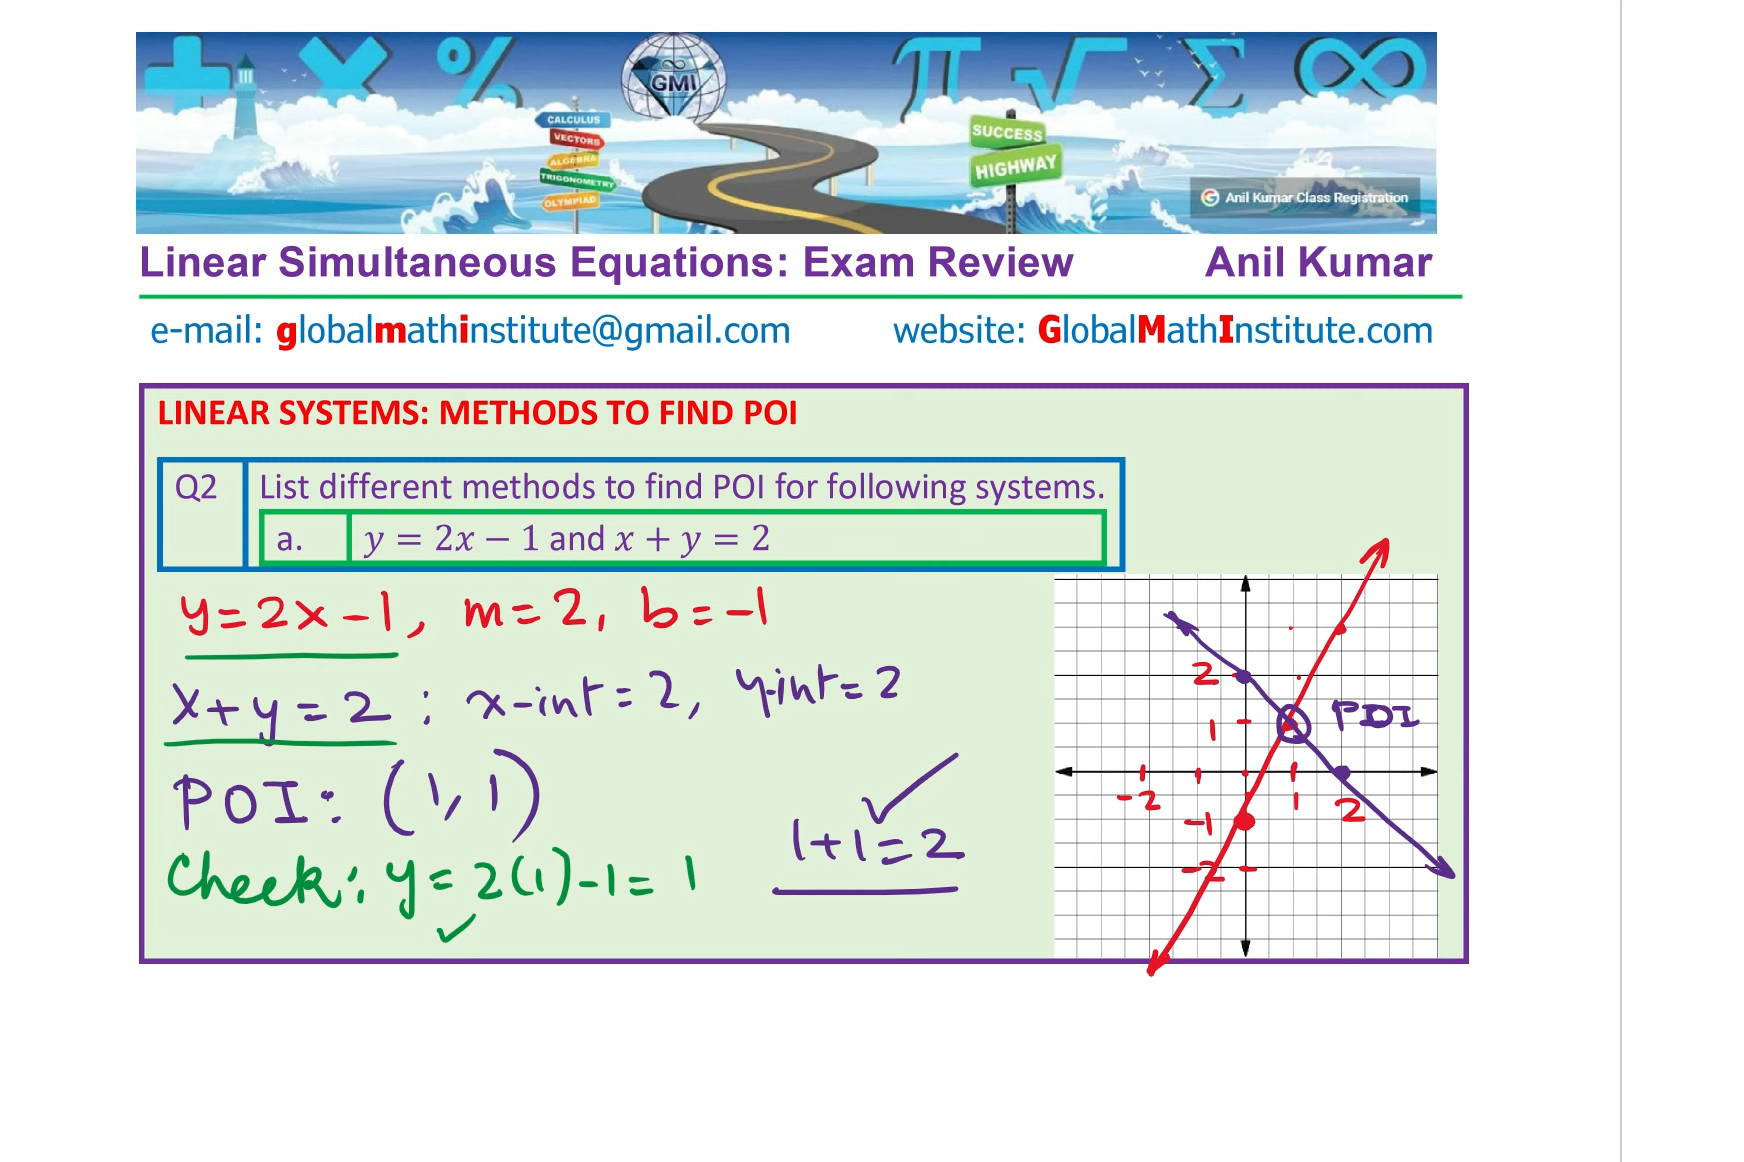 + × % GMI π √ Σ ∞
CALCULUS
VECTORS
ALGEBRA
TRIGONOMETRY
OLYMPIAD
SUCCESS
HIGHWAY
Anil Kumar Class Registration
Linear Simultaneous Equations: Exam Review Anil Kumar
e-mail: globalmathinstitute@gmail.com website: GlobalMathInstitute.com
LINEAR SYSTEMS: METHODS TO FIND POI
Q2 List different methods to find POI for following systems.
a. y = 2x − 1 and x + y = 2
y=2x-1, m=2, b=-1
x+y=2 : x-int=2, y-int=2
POI: (1,1)
Check: y=2(1)-1=1 ✓
1+1=2 ✓
2
1
POI
-2 1 2
-1
-2